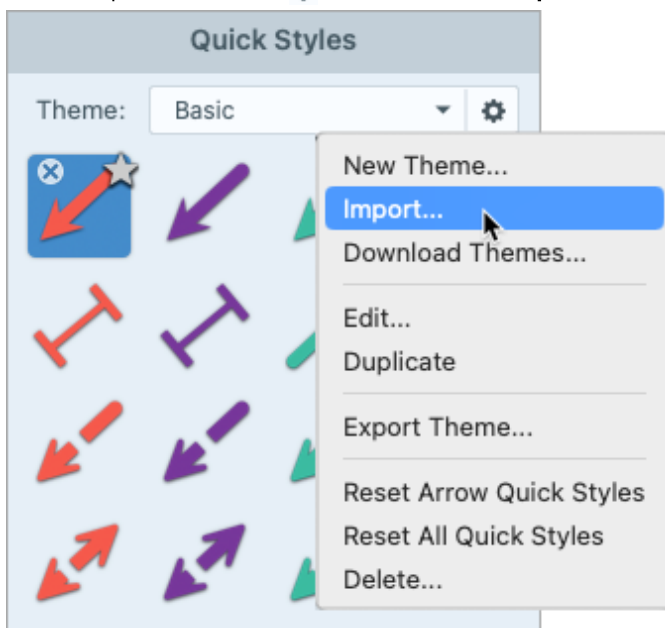 Quick Styles
Theme: Basic
New Theme...
Import...
Download Themes...
Edit...
Duplicate
Export Theme...
Reset Arrow Quick Styles
Reset All Quick Styles
Delete...